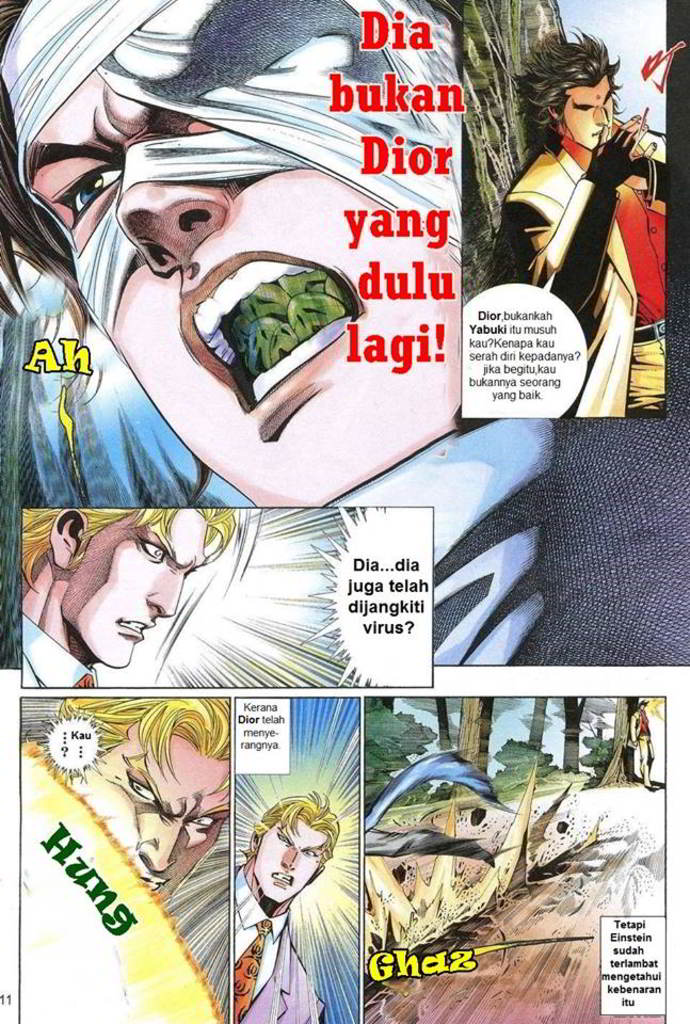 Dia
bukan
Dior
yang
dulu
lagi!
Dior,bukankah
Yabuki itu musuh
kau?Kenapa kau
serah diri kepadanya?
jika begitu,kau
bukannya seorang
yang baik.
Ah
Dia...dia
juga telah
dijangkiti
virus?
Kau
...?
...
Hung
Kerana
Dior telah
menye-
rangnya.
Ghaz
Tetapi
Einstein
sudah
terlambat
mengetahui
kebenaran
itu
11